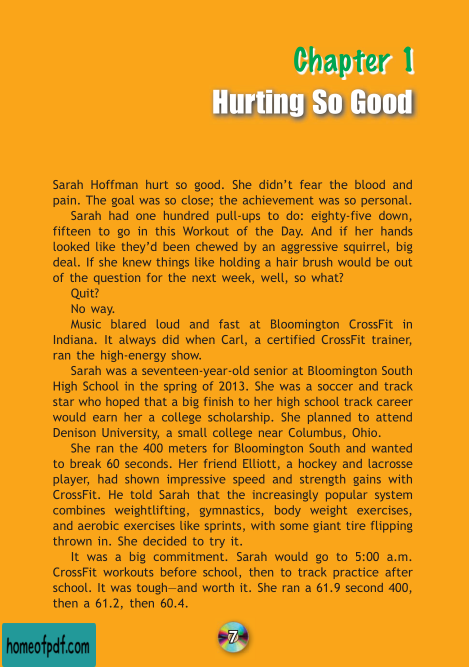 Chapter 1
Hurting So Good
Sarah Hoffman hurt so good. She didn’t fear the blood and
pain. The goal was so close; the achievement was so personal.
Sarah had one hundred pull-ups to do: eighty-five down,
fifteen to go in this Workout of the Day. And if her hands
looked like they’d been chewed by an aggressive squirrel, big
deal. If she knew things like holding a hair brush would be out
of the question for the next week, well, so what?
Quit?
No way.
Music blared loud and fast at Bloomington CrossFit in
Indiana. It always did when Carl, a certified CrossFit trainer,
ran the high-energy show.
Sarah was a seventeen-year-old senior at Bloomington South
High School in the spring of 2013. She was a soccer and track
star who hoped that a big finish to her high school track career
would earn her a college scholarship. She planned to attend
Denison University, a small college near Columbus, Ohio.
She ran the 400 meters for Bloomington South and wanted
to break 60 seconds. Her friend Elliott, a hockey and lacrosse
player, had shown impressive speed and strength gains with
CrossFit. He told Sarah that the increasingly popular system
combines weightlifting, gymnastics, body weight exercises,
and aerobic exercises like sprints, with some giant tire flipping
thrown in. She decided to try it.
It was a big commitment. Sarah would go to 5:00 a.m.
CrossFit workouts before school, then to track practice after
school. It was tough—and worth it. She ran a 61.9 second 400,
then a 61.2, then 60.4.
7
homeofpdf.com